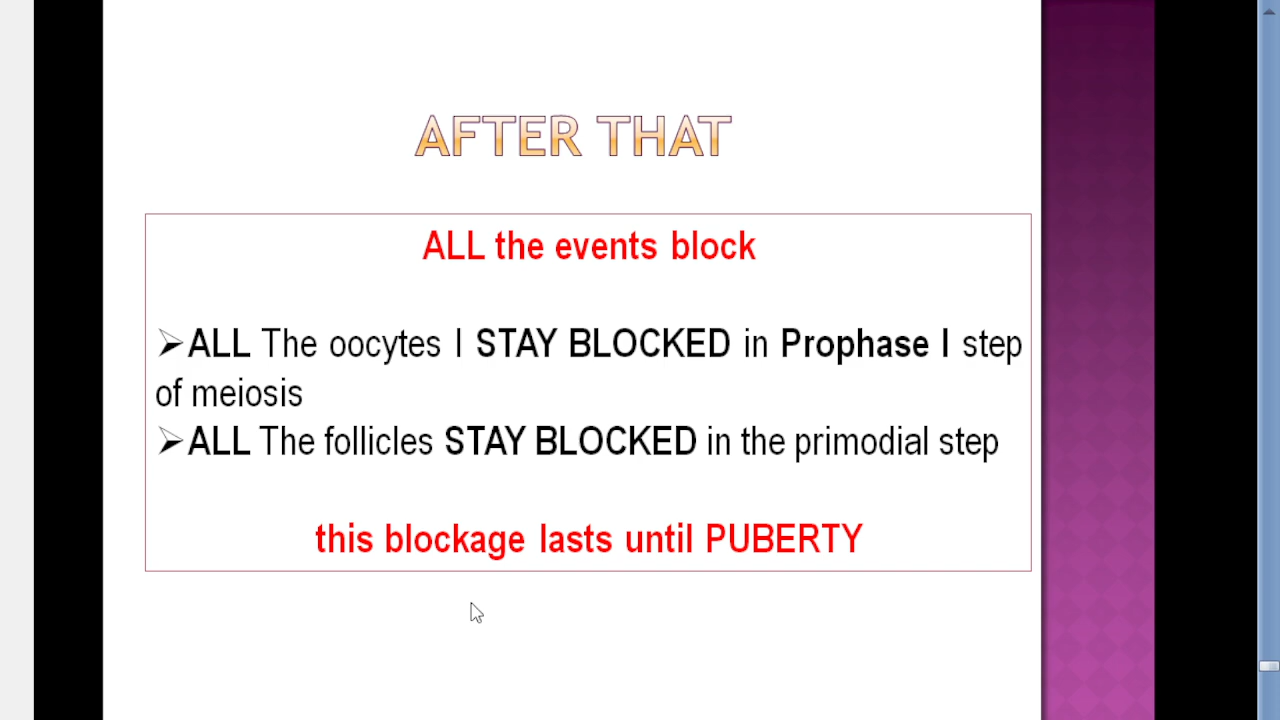 AFTER THAT
ALL the events block
➢ALL The oocytes I STAY BLOCKED in Prophase I step
of meiosis
➢ALL The follicles STAY BLOCKED in the primodial step
this blockage lasts until PUBERTY